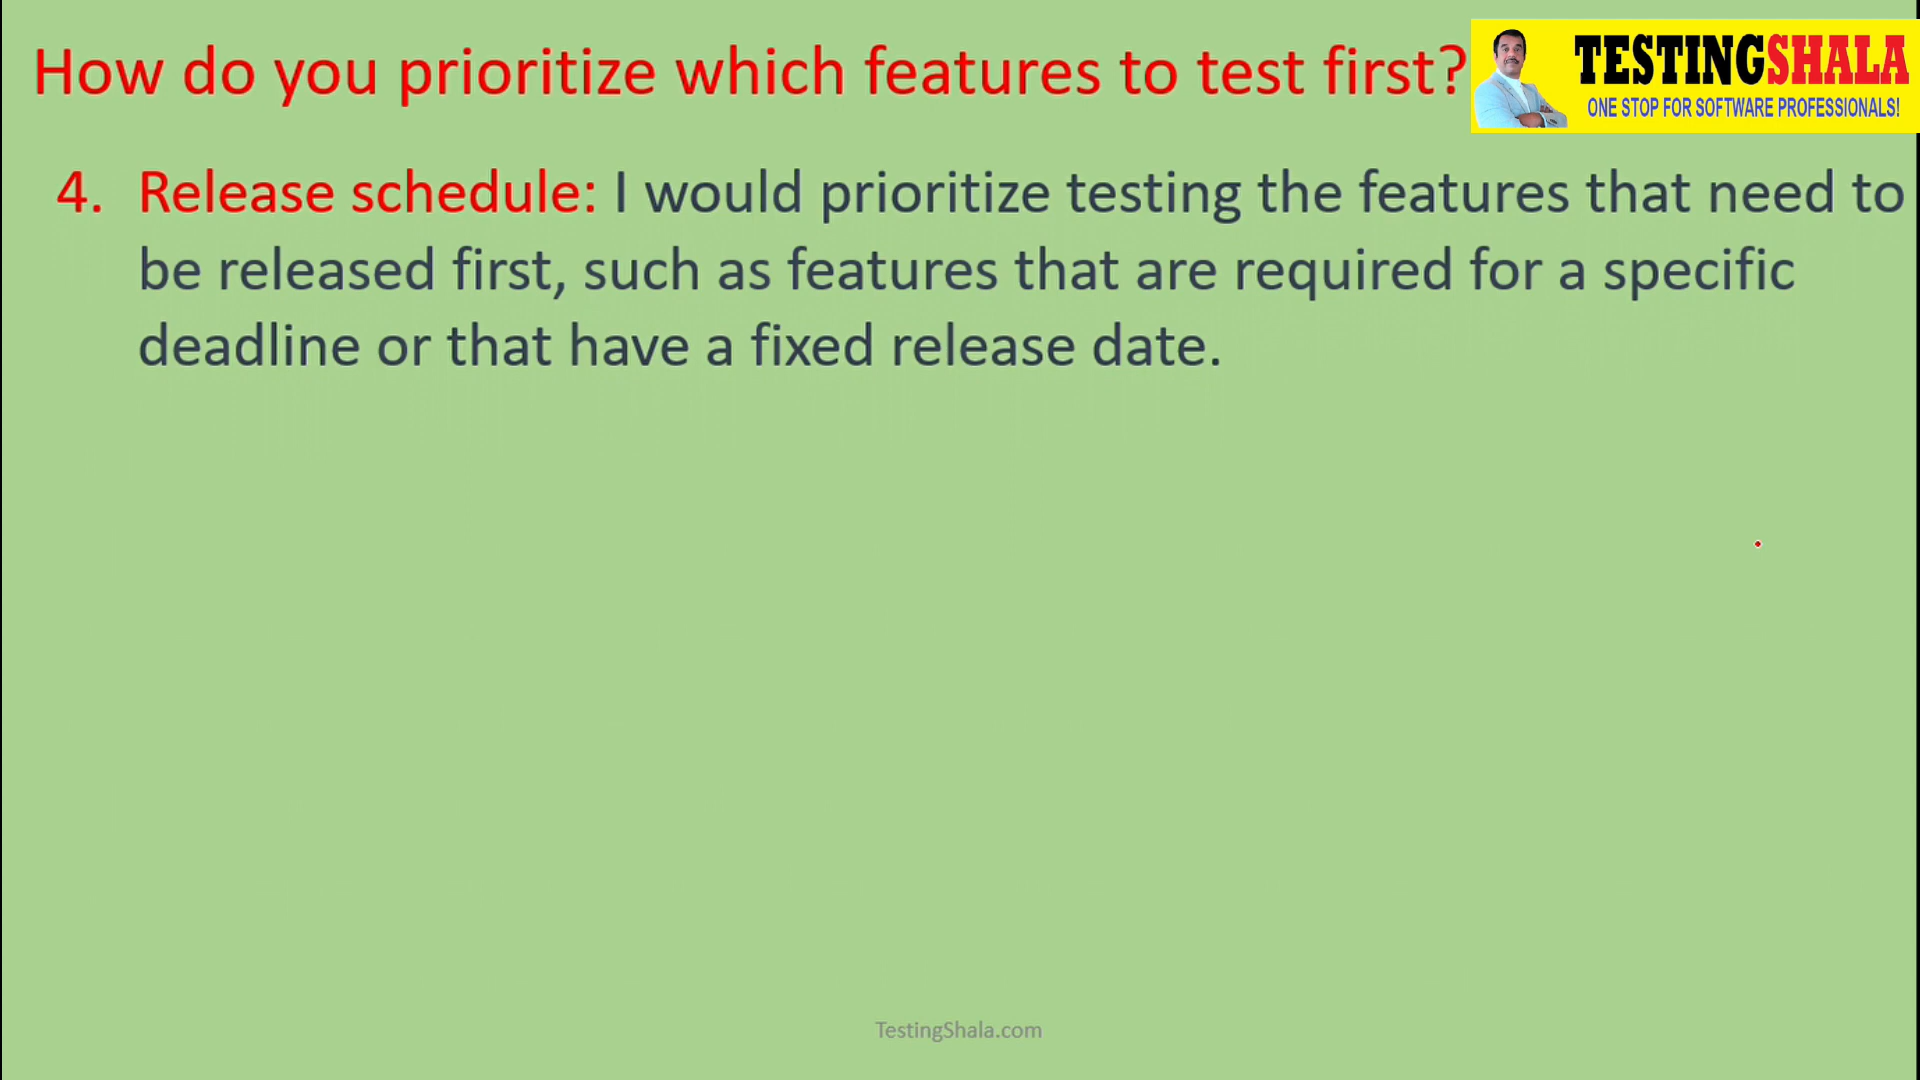 How do you prioritize which features to test first?
TESTINGSHALA
ONE STOP FOR SOFTWARE PROFESSIONALS!
4. Release schedule: I would prioritize testing the features that need to
be released first, such as features that are required for a specific
deadline or that have a fixed release date.
TestingShala.com